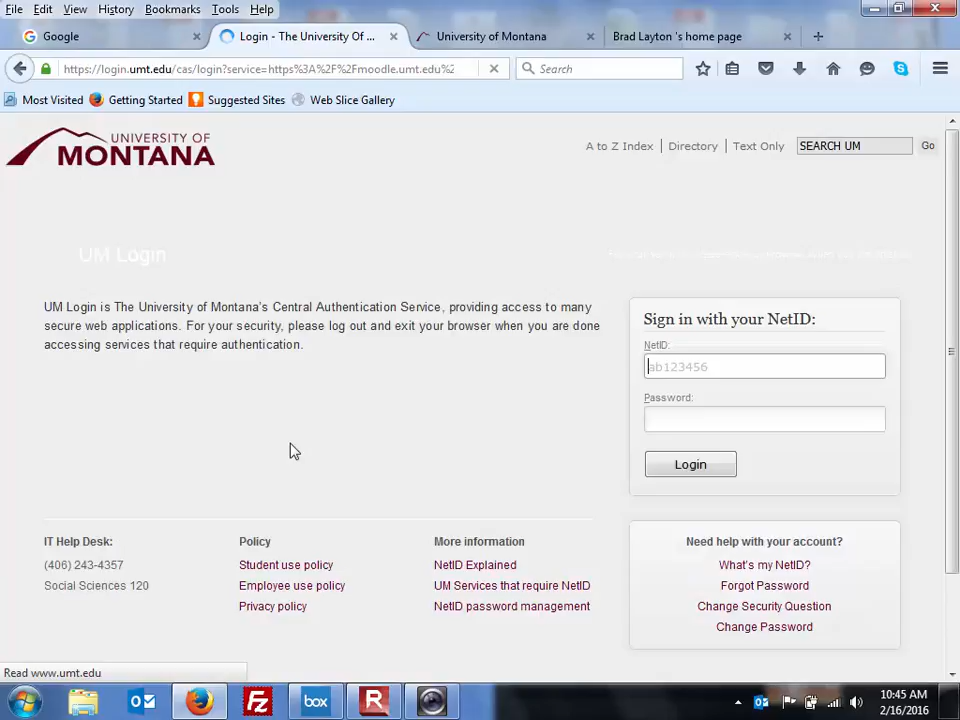 File Edit View History Bookmarks Tools Help
Google
Login - The University Of ...
University of Montana
Brad Layton 's home page
https://login.umt.edu/cas/login?service=https%3A%2F%2Fmoodle.umt.edu%2
Search
Most Visited Getting Started Suggested Sites Web Slice Gallery
UNIVERSITY OF
MONTANA
A to Z Index Directory Text Only SEARCH UM Go
UM Login
UM Login is The University of Montana's Central Authentication Service, providing access to many
secure web applications. For your security, please log out and exit your browser when you are done
accessing services that require authentication.
Sign in with your NetID:
NetID:
ab123456
Password:
Login
IT Help Desk:
(406) 243-4357
Social Sciences 120
Policy
Student use policy
Employee use policy
Privacy policy
More information
NetID Explained
UM Services that require NetID
NetID password management
Need help with your account?
What's my NetID?
Forgot Password
Change Security Question
Change Password
Read www.umt.edu
box
10:45 AM
2/16/2016